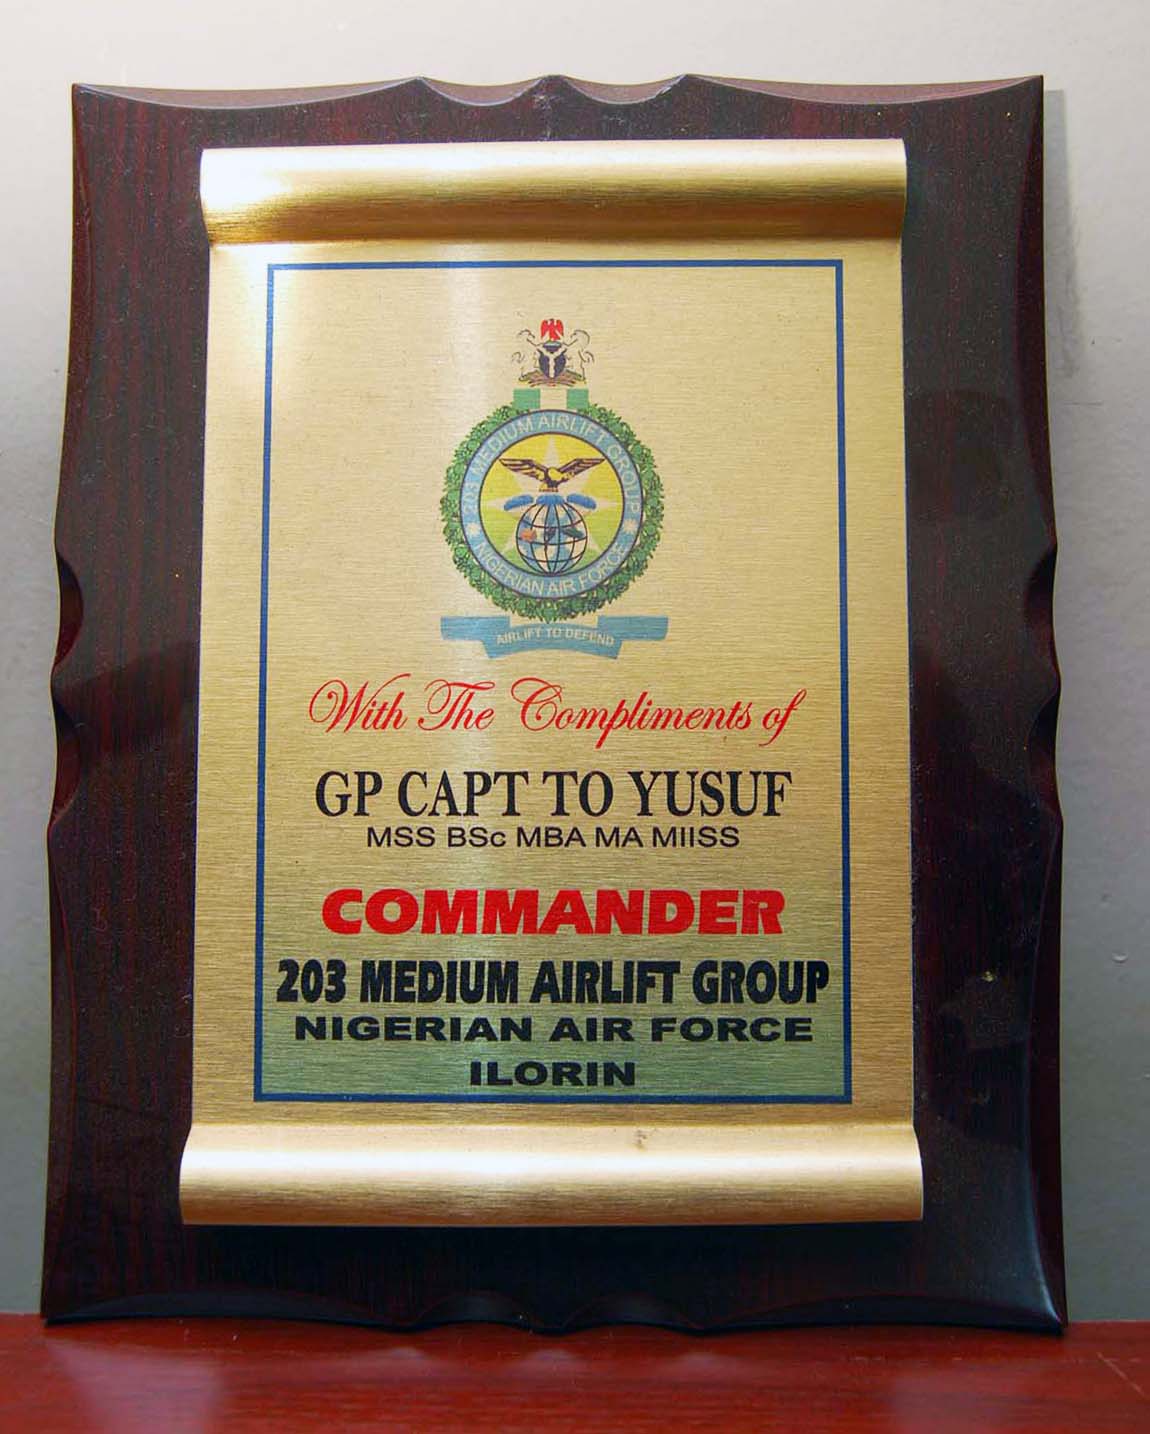 203 MEDIUM AIRLIFT GROUP
NIGERIAN AIR FORCE
AIRLIFT TO DEFEND
With The Compliments of
GP CAPT TO YUSUF
MSS BSc MBA MA MIISS
COMMANDER
203 MEDIUM AIRLIFT GROUP
NIGERIAN AIR FORCE
ILORIN